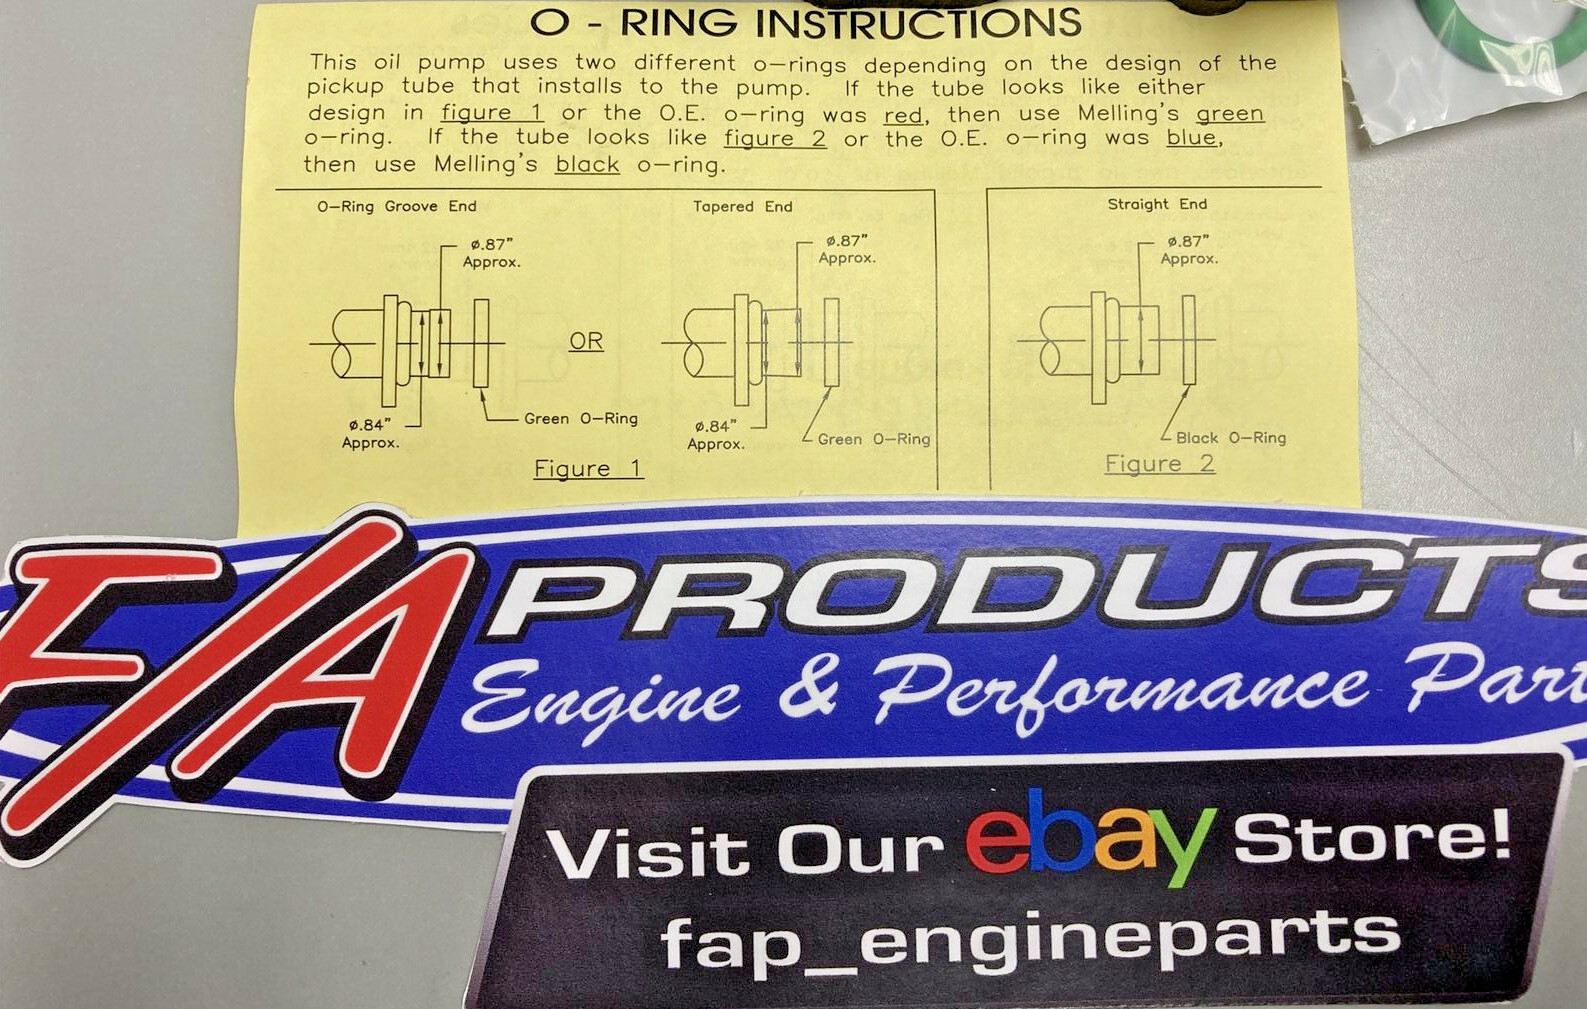 O - RING INSTRUCTIONS
This oil pump uses two different o-rings depending on the design of the
pickup tube that installs to the pump. If the tube looks like either
design in figure 1 or the O.E. o-ring was red, then use Melling's green
o-ring. If the tube looks like figure 2 or the O.E. o-ring was blue,
then use Melling's black o-ring.
O-Ring Groove End
ø.87"
Approx.
ø.84"
Approx.
Green O-Ring
OR
Tapered End
ø.87"
Approx.
ø.84"
Approx.
Green O-Ring
Figure 1
Straight End
ø.87"
Approx.
Black O-Ring
Figure 2
F/A PRODUCTS
Engine & Performance Part
Visit Our ebay Store!
fap_engineparts